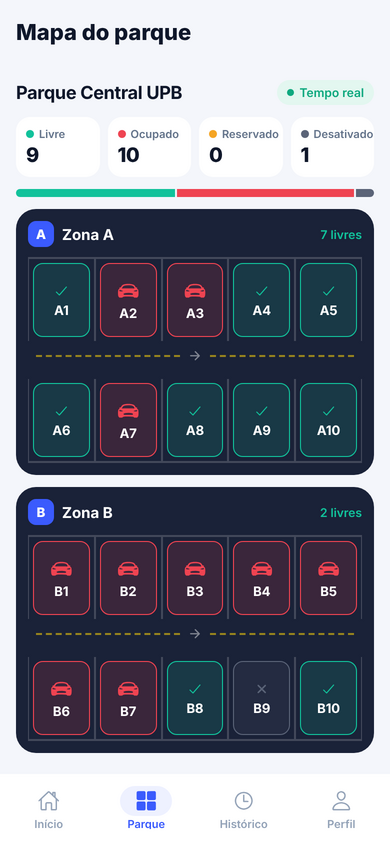 Mapa do parque
Parque Central UPB
Tempo real
Livre
9
Ocupado
10
Reservado
0
Desativado
1
A
Zona A
7 livres
A1 A2 A3 A4 A5
A6 A7 A8 A9 A10
B
Zona B
2 livres
B1 B2 B3 B4 B5
B6 B7 B8 B9 B10
Início Parque Histórico Perfil